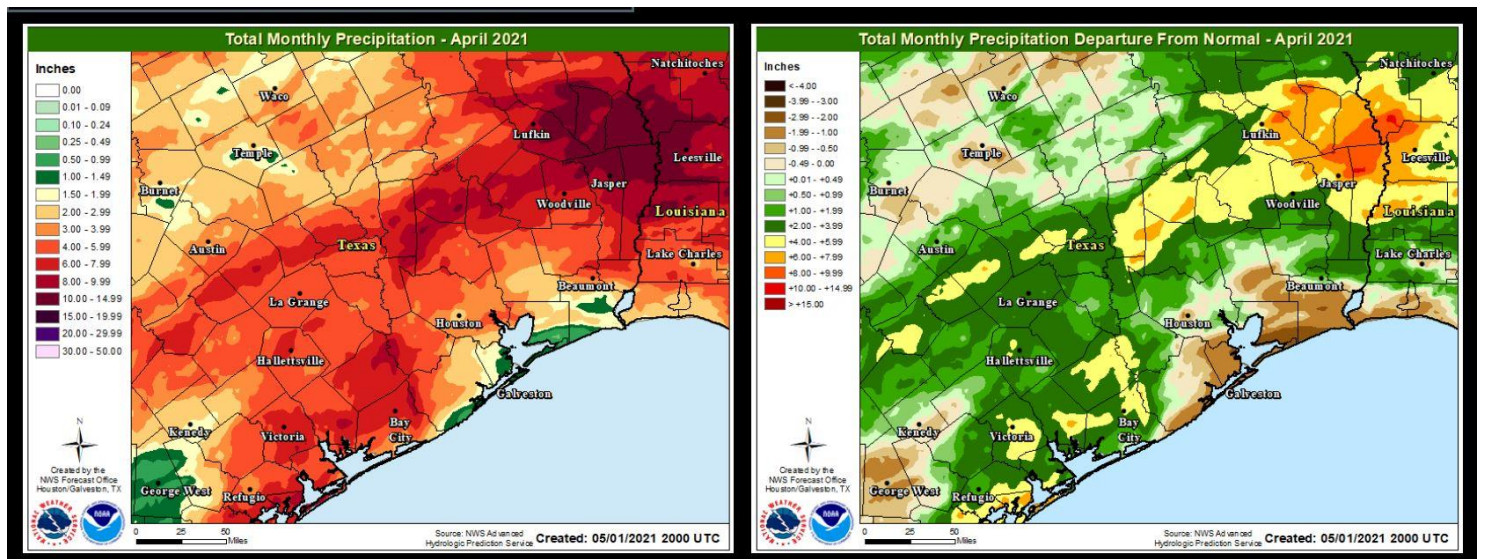 Total Monthly Precipitation - April 2021
Inches
0.00
0.01 - 0.09
0.10 - 0.24
0.25 - 0.49
0.50 - 0.99
1.00 - 1.49
1.50 - 1.99
2.00 - 2.99
3.00 - 3.99
4.00 - 5.99
6.00 - 7.99
8.00 - 9.99
10.00 - 14.99
15.00 - 19.99
20.00 - 29.99
30.00 - 50.00
Natchitoches
Waco
Lufkin
Temple
Leesville
Burnet
Jasper
Woodville
Louisiana
Austin
Texas
Lake Charles
Beaumont
La Grange
Houston
Hallettsville
Galveston
Kenedy
Victoria
Bay
City
George West
Refugio
N
Created by the
NWS Forecast Office
Houston/Galveston, TX
NATIONAL WEATHER SERVICE
NOAA
0 25 50
Miles
Source: NWS Advanced
Hydrologic Prediction Service
Created: 05/01/2021 2000 UTC
Total Monthly Precipitation Departure From Normal - April 2021
Inches
<-4.00
-3.99 - -3.00
-2.99 - -2.00
-1.99 - -1.00
-0.99 - -0.50
-0.49 - 0.00
+0.01 - +0.49
+0.50 - +0.99
+1.00 - +1.99
+2.00 - +3.99
+4.00 - +5.99
+6.00 - +7.99
+8.00 - +9.99
+10.00 - +14.99
> +15.00
Natchitoches
Waco
Lufkin
Temple
Leesville
Burnet
Jasper
Woodville
Louisiana
Austin
Texas
Lake Charles
Beaumont
La Grange
Houston
Hallettsville
Galveston
Kenedy
Victoria
Bay
City
George West
Refugio
N
Created by the
NWS Forecast Office
Houston/Galveston, TX
NATIONAL WEATHER SERVICE
NOAA
0 25 50
Miles
Source: NWS Advanced
Hydrologic Prediction Service
Created: 05/01/2021 2000 UTC